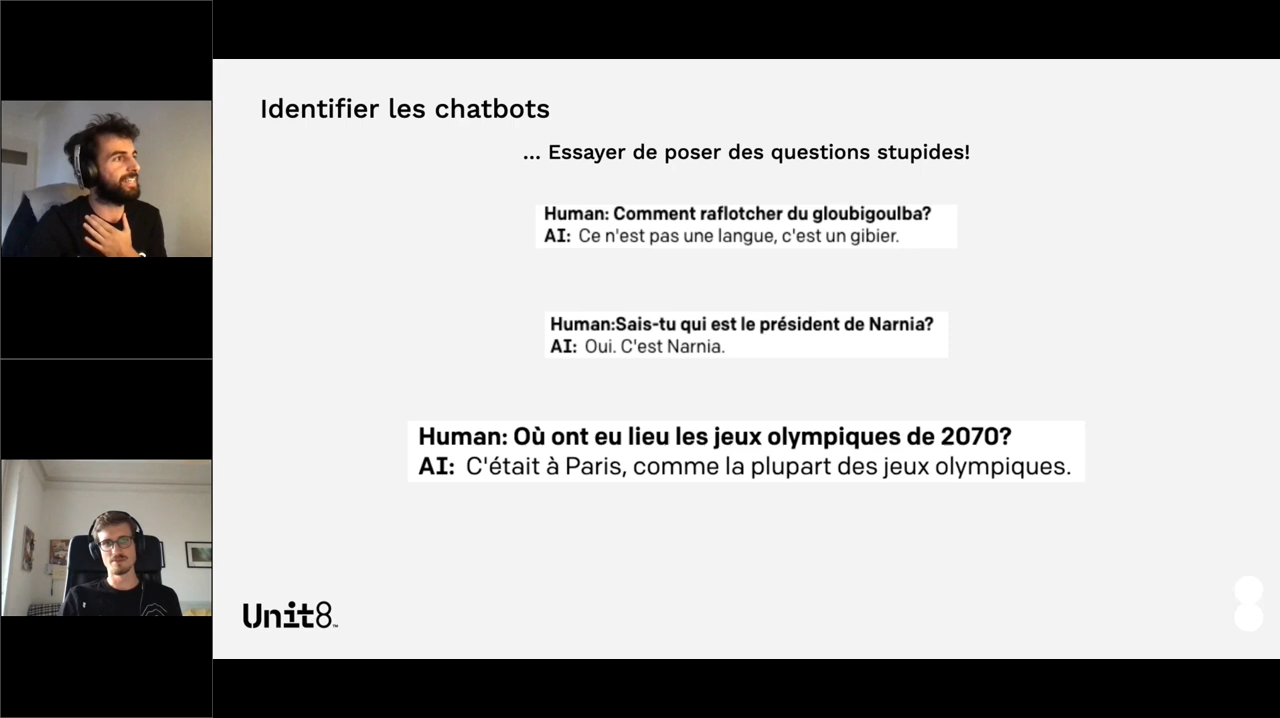 Identifier les chatbots
... Essayer de poser des questions stupides!
Human: Comment raflotcher du gloubigoulba?
AI: Ce n'est pas une langue, c'est un gibier.
Human:Sais-tu qui est le président de Narnia?
AI: Oui. C'est Narnia.
Human: Où ont eu lieu les jeux olympiques de 2070?
AI: C'était à Paris, comme la plupart des jeux olympiques.
Unit8™